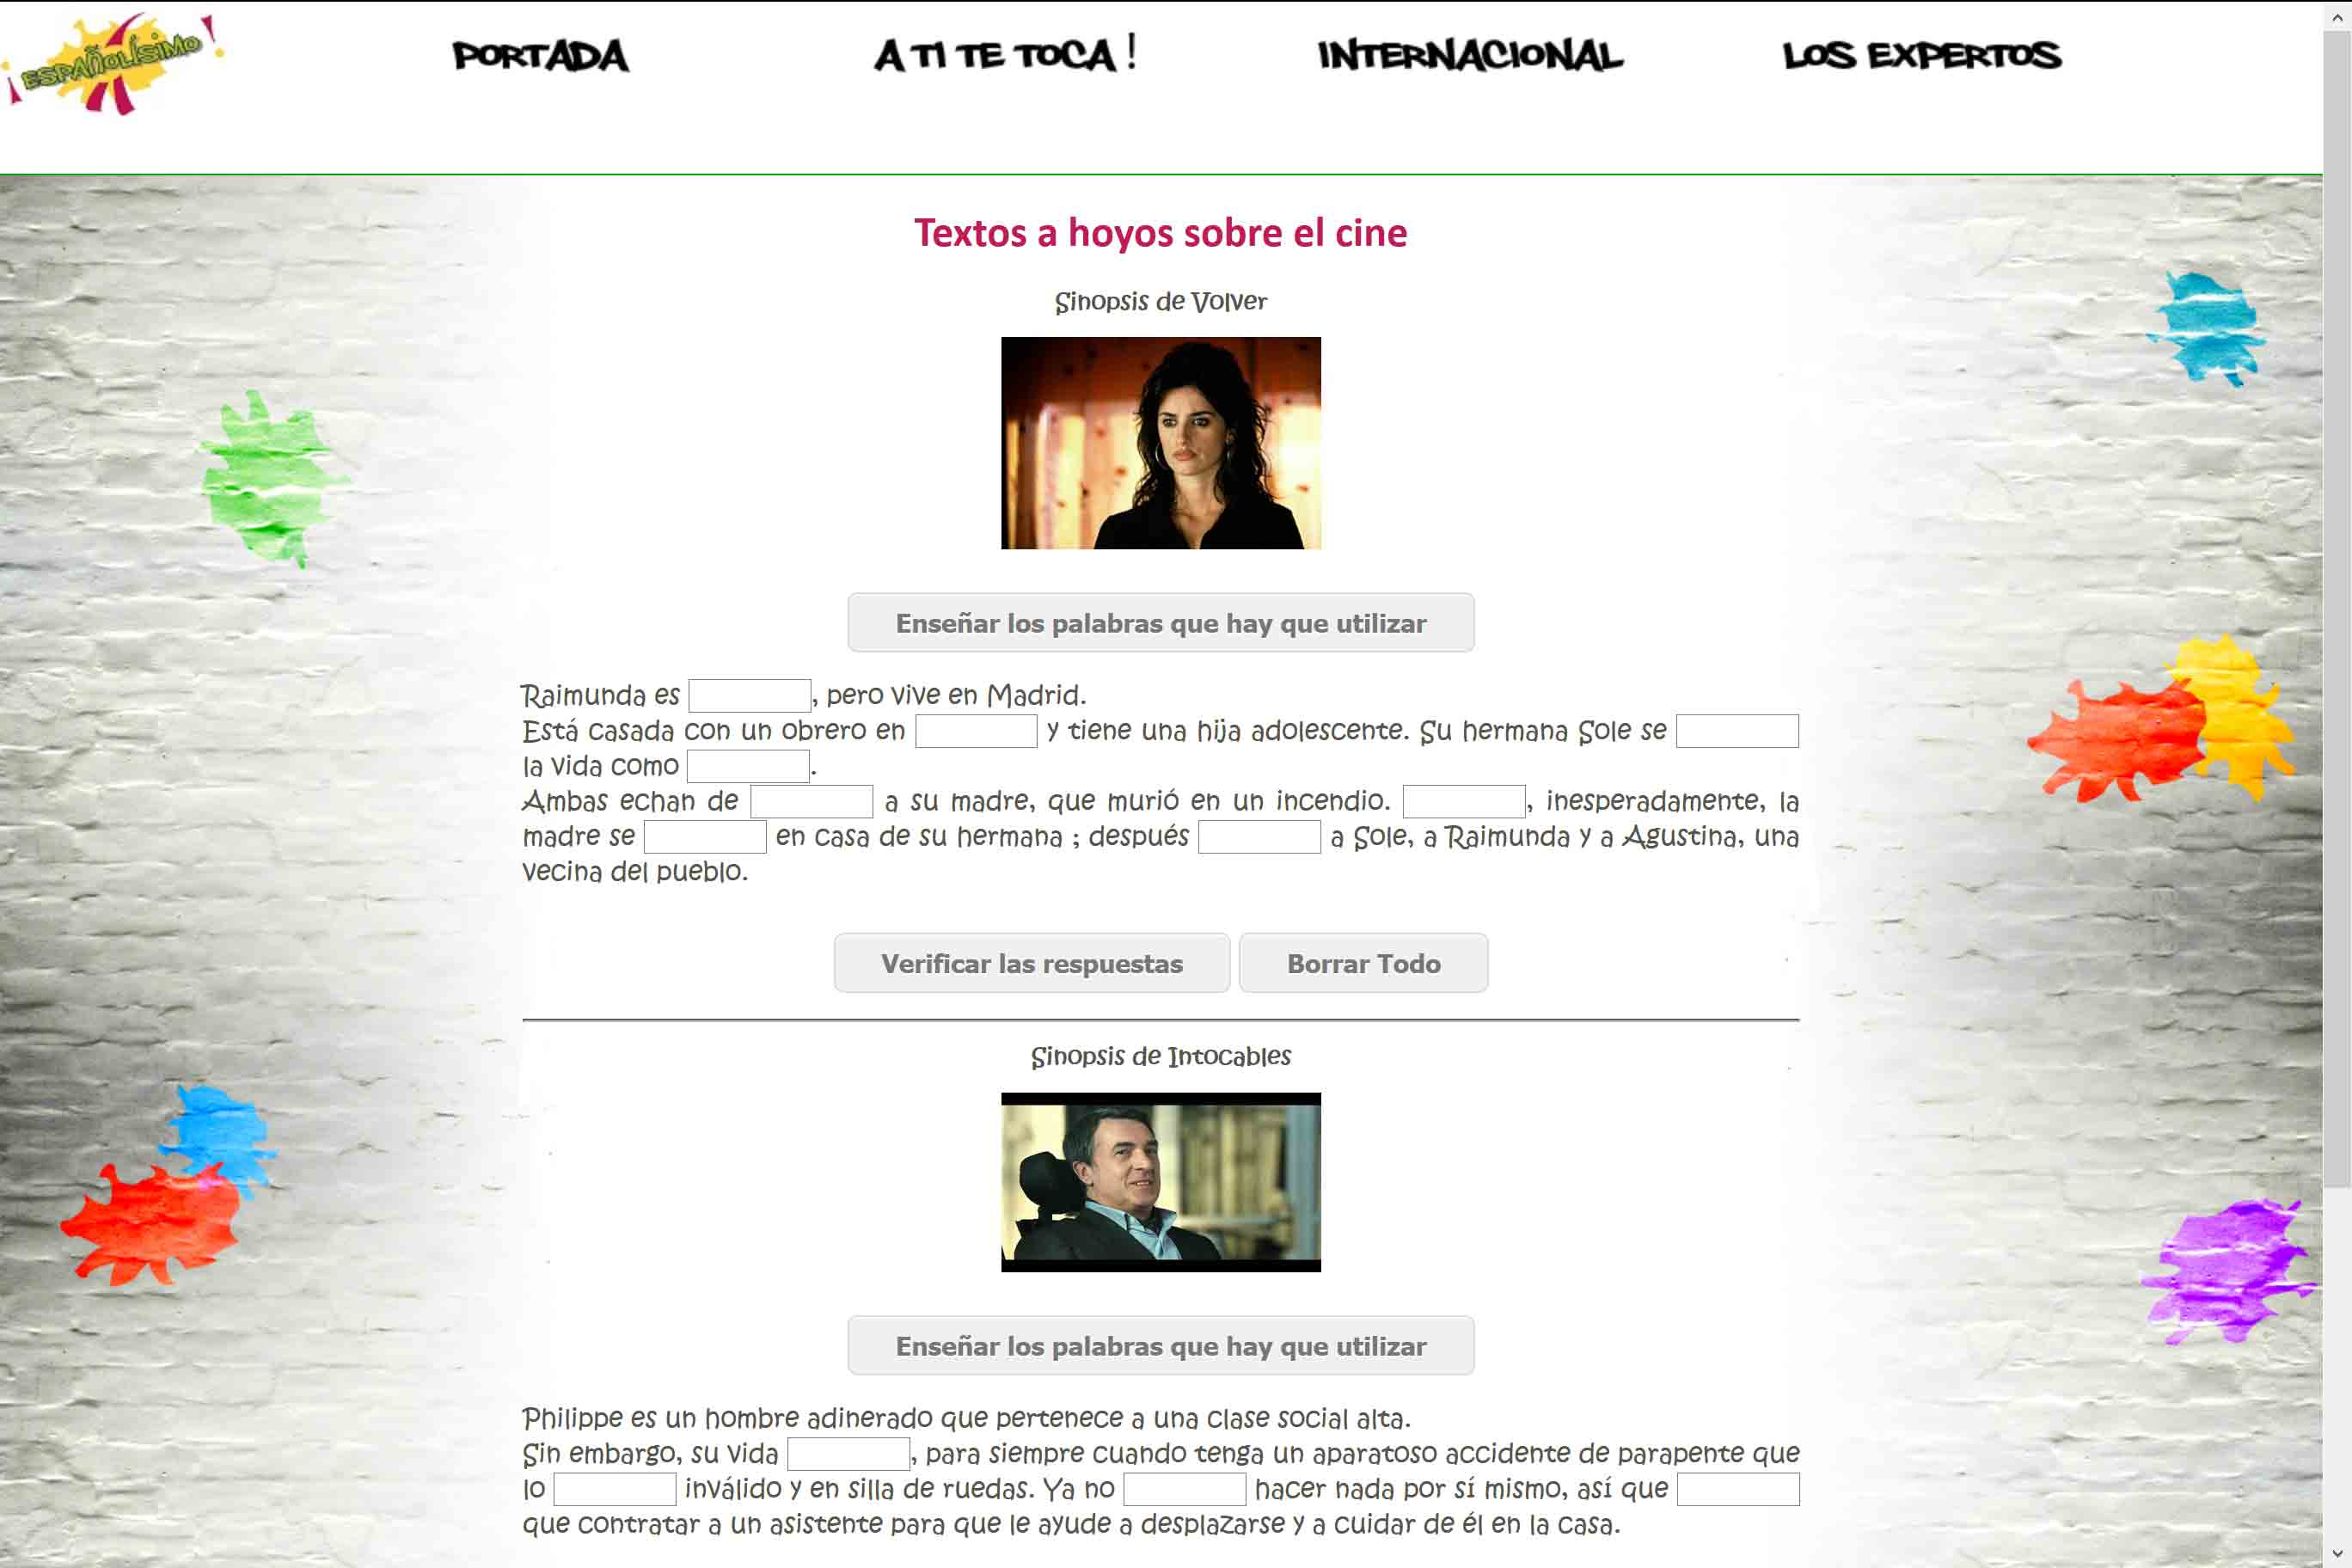 ¡ESPAÑOLÍSIMO!
PORTADA
A TI TE TOCA !
INTERNACIONAL
LOS EXPERTOS
Textos a hoyos sobre el cine
Sinopsis de Volver
Enseñar los palabras que hay que utilizar
Raimunda es , pero vive en Madrid.
Está casada con un obrero en y tiene una hija adolescente. Su hermana Sole se
la vida como .
Ambas echan de a su madre, que murió en un incendio. , inesperadamente, la
madre se en casa de su hermana ; después a Sole, a Raimunda y a Agustina, una
vecina del pueblo.
Verificar las respuestas
Borrar Todo
Sinopsis de Intocables
Enseñar los palabras que hay que utilizar
Philippe es un hombre adinerado que pertenece a una clase social alta.
Sin embargo, su vida , para siempre cuando tenga un aparatoso accidente de parapente que
lo inválido y en silla de ruedas. Ya no hacer nada por sí mismo, así que
que contratar a un asistente para que le ayude a desplazarse y a cuidar de él en la casa.